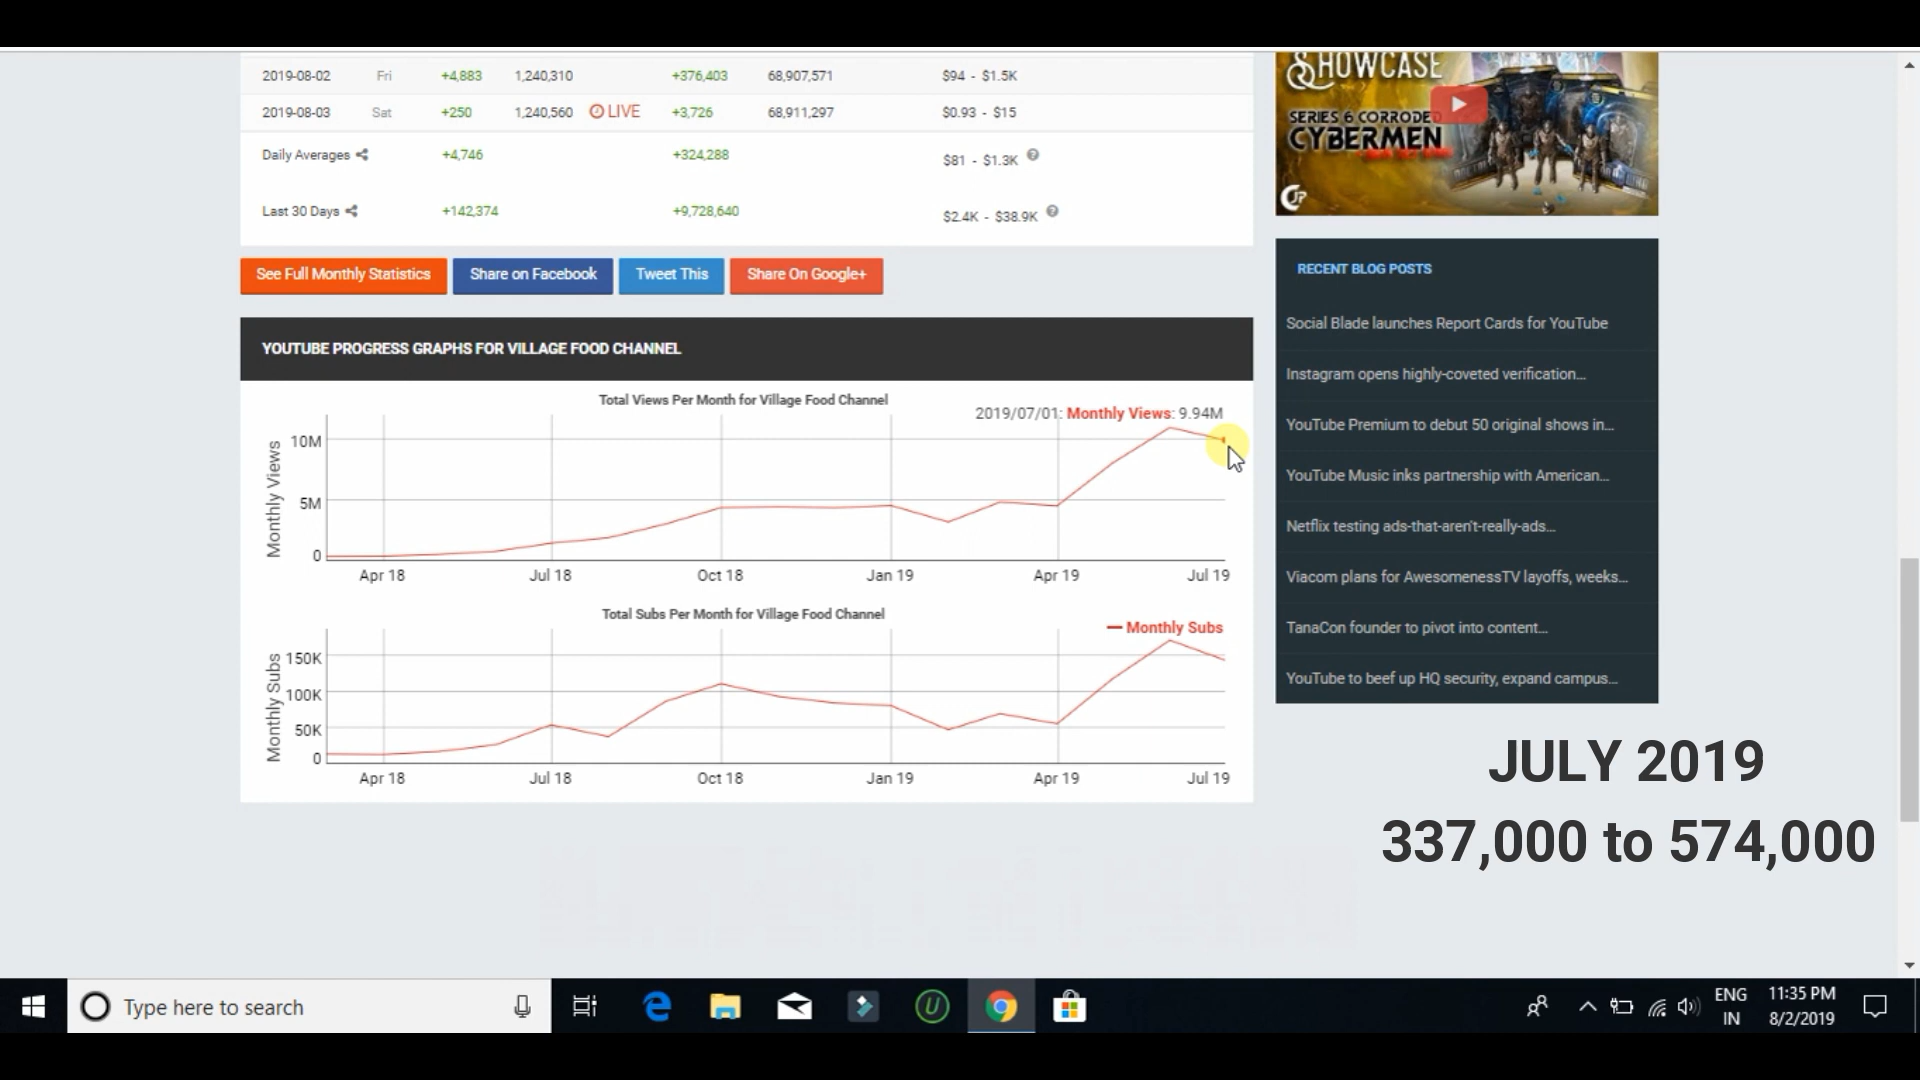 2019-08-02 Fri +4,883 1,240,310 +376,403 68,907,571 $94 - $1.5K
2019-08-03 Sat +250 1,240,560 LIVE +3,726 68,911,297 $0.93 - $15
Daily Averages +4,746 +324,288 $81 - $1.3K
Last 30 Days +142,374 +9,728,640 $2.4K - $38.9K
See Full Monthly Statistics Share on Facebook Tweet This Share On Google+
YOUTUBE PROGRESS GRAPHS FOR VILLAGE FOOD CHANNEL
Total Views Per Month for Village Food Channel
2019/07/01: Monthly Views: 9.94M
Monthly Views
10M
5M
0
Apr 18 Jul 18 Oct 18 Jan 19 Apr 19 Jul 19
Total Subs Per Month for Village Food Channel
Monthly Subs
Monthly Subs
150K
100K
50K
0
Apr 18 Jul 18 Oct 18 Jan 19 Apr 19 Jul 19
SHOWCASE
SERIES 6 CORRODED
CYBERMEN
RECENT BLOG POSTS
Social Blade launches Report Cards for YouTube
Instagram opens highly-coveted verification...
YouTube Premium to debut 50 original shows in...
YouTube Music inks partnership with American...
Netflix testing ads-that-aren't-really-ads...
Viacom plans for AwesomenessTV layoffs, weeks...
TanaCon founder to pivot into content...
YouTube to beef up HQ security, expand campus...
JULY 2019
337,000 to 574,000
Type here to search
ENG
IN
11:35 PM
8/2/2019